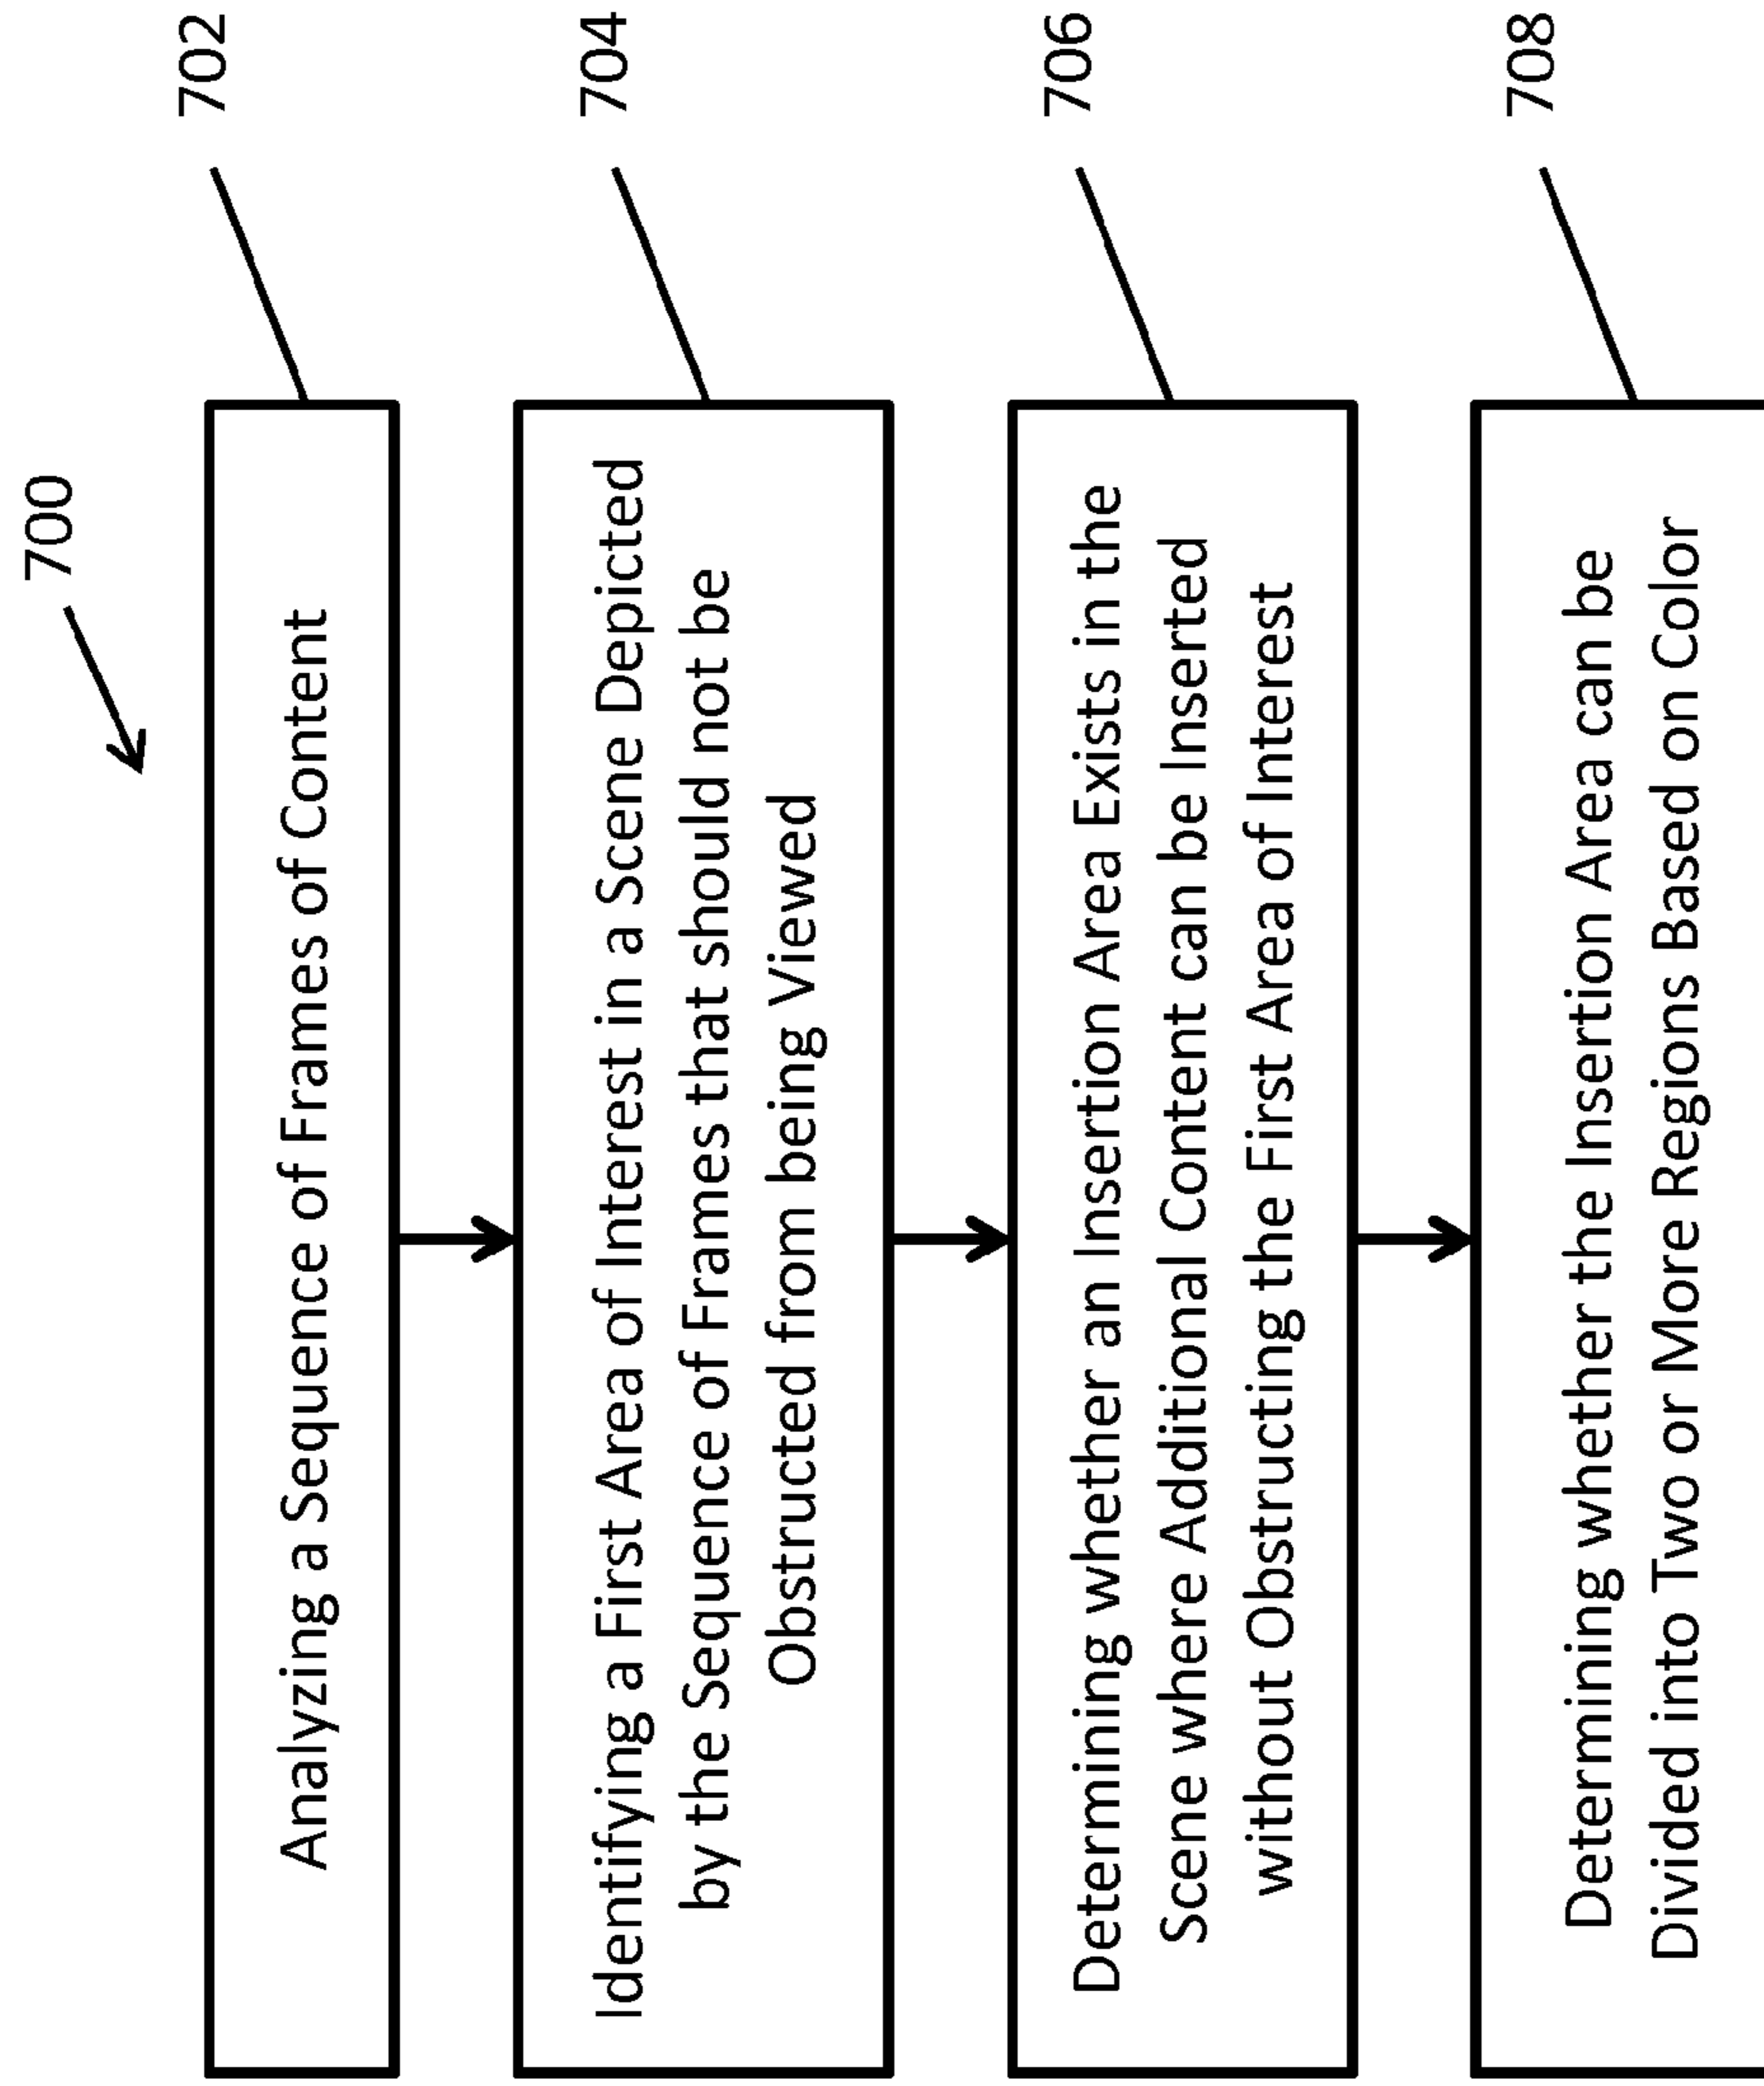 700
702
Analyzing a Sequence of Frames of Content
704
Identifying a First Area of Interest in a Scene Depicted
by the Sequence of Frames that should not be
Obstructed from being Viewed
706
Determining whether an Insertion Area Exists in the
Scene where Additional Content can be Inserted
without Obstructing the First Area of Interest
708
Determining whether the Insertion Area can be
Divided into Two or More Regions Based on Color